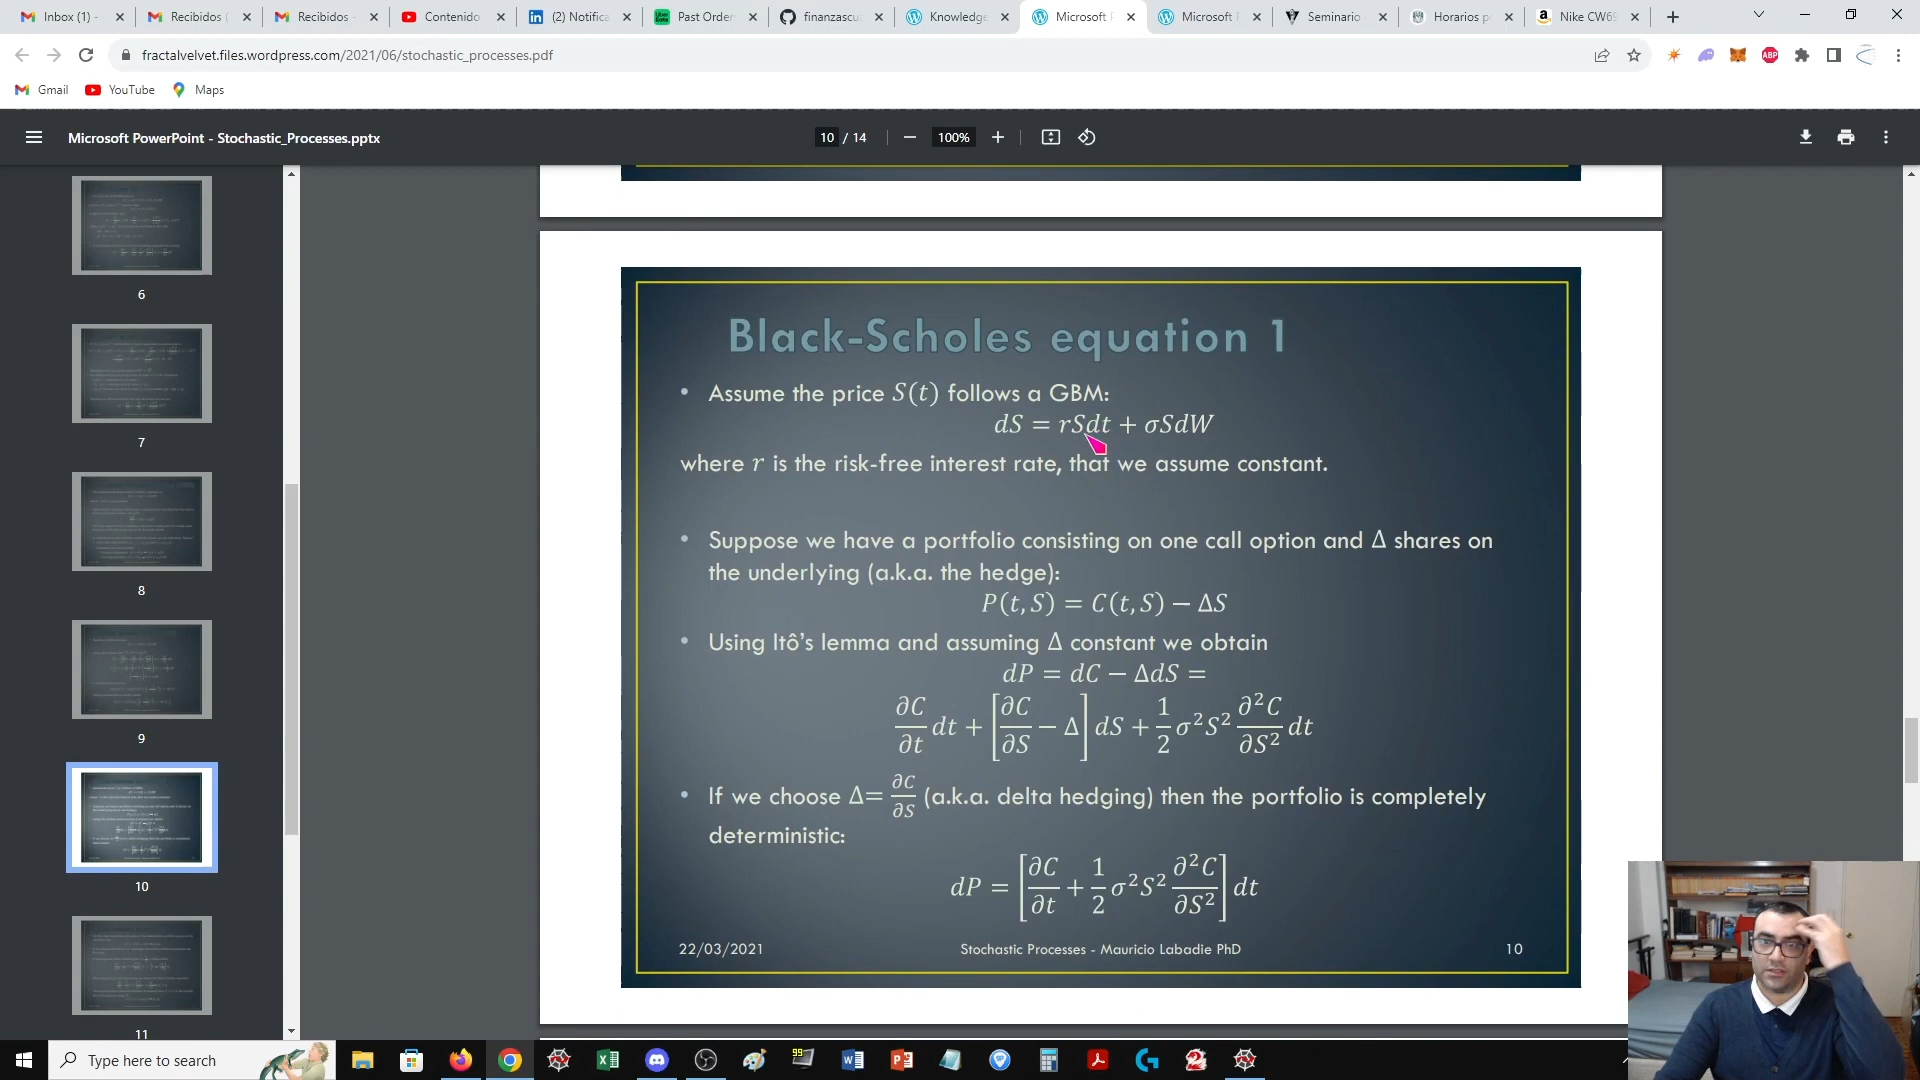 Inbox (1) -
Recibidos (
Recibidos -
Contenido
(2) Notifica
Past Order
finanzascu
Knowledge
Microsoft P
Microsoft P
Seminario
Horarios p
Nike CW69
fractalvelvet.files.wordpress.com/2021/06/stochastic_processes.pdf
ABP
Gmail
YouTube
Maps
Microsoft PowerPoint - Stochastic_Processes.pptx
10 / 14
100%
6
7
8
9
10
11
Black-Scholes equation 1
• Assume the price S(t) follows a GBM:
dS = rSdt + σSdW
where r is the risk-free interest rate, that we assume constant.
• Suppose we have a portfolio consisting on one call option and Δ shares on
the underlying (a.k.a. the hedge):
P(t, S) = C(t, S) − ΔS
• Using Itô's lemma and assuming Δ constant we obtain
dP = dC − ΔdS =
∂C/∂t dt + [∂C/∂S − Δ] dS + 1/2 σ²S² ∂²C/∂S² dt
• If we choose Δ= ∂C/∂S (a.k.a. delta hedging) then the portfolio is completely
deterministic:
dP = [∂C/∂t + 1/2 σ²S² ∂²C/∂S²] dt
22/03/2021
Stochastic Processes - Mauricio Labadie PhD
10
Type here to search
99